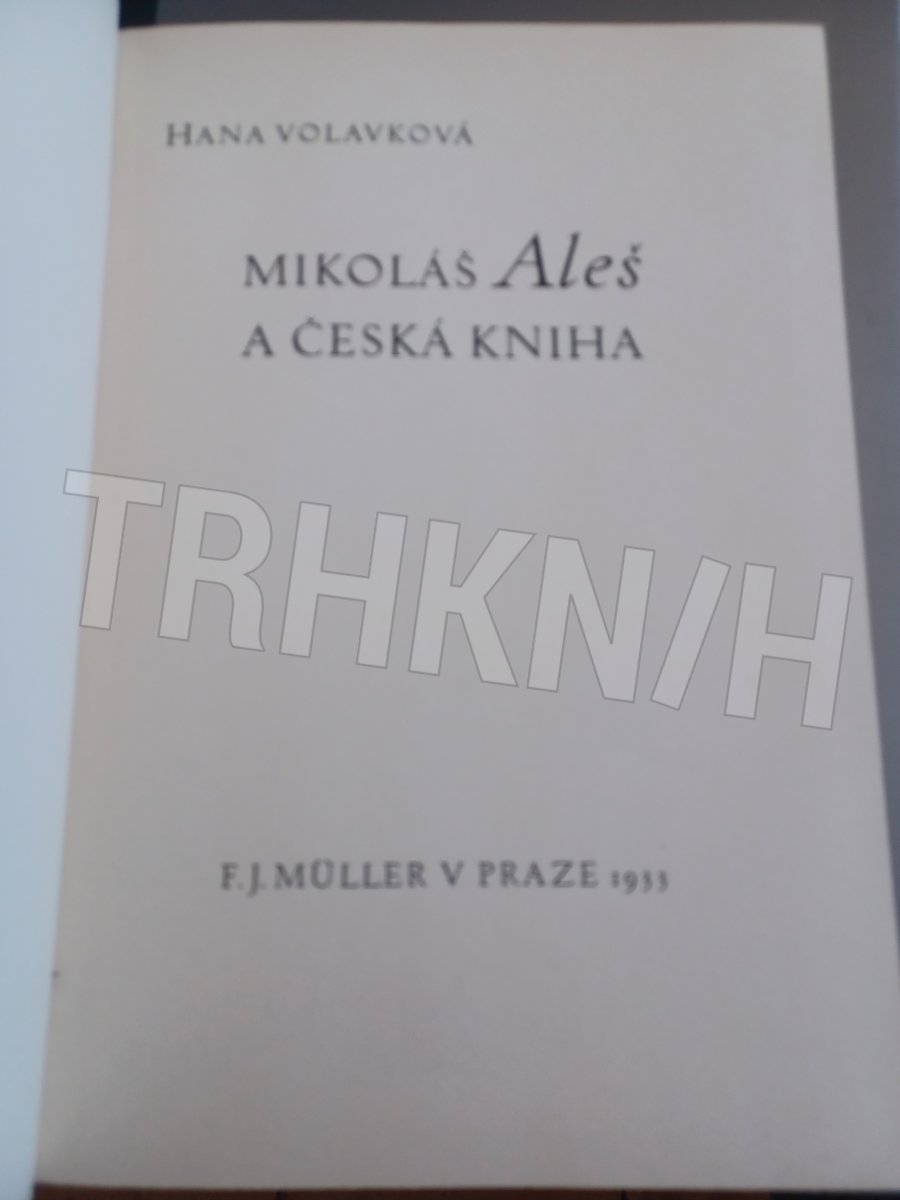 HANA VOLAVKOVÁ
MIKOLÁŠ Aleš
A ČESKÁ KNIHA
TRHKNIH
F. J. MÜLLER V PRAZE 1933